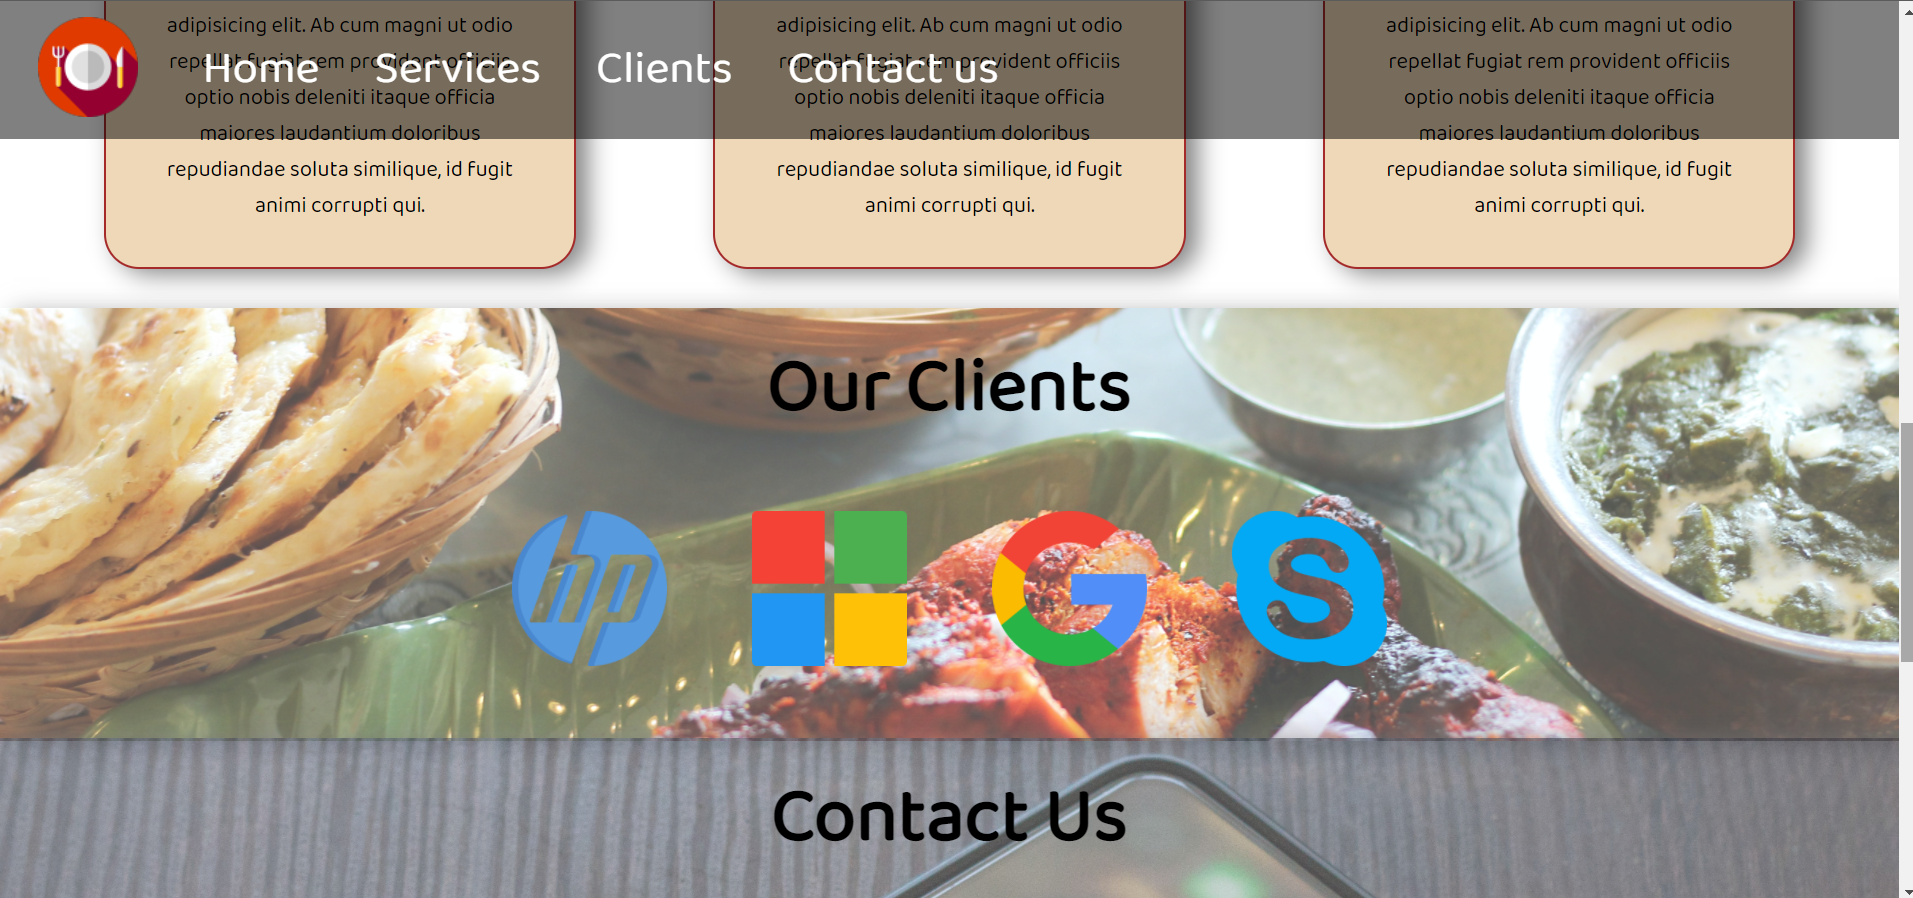 Home Services Clients Contact us
adipisicing elit. Ab cum magni ut odio
repellat fugiat rem provident officiis
optio nobis deleniti itaque officia
maiores laudantium doloribus
repudiandae soluta similique, id fugit
animi corrupti qui.
adipisicing elit. Ab cum magni ut odio
repellat fugiat rem provident officiis
optio nobis deleniti itaque officia
maiores laudantium doloribus
repudiandae soluta similique, id fugit
animi corrupti qui.
adipisicing elit. Ab cum magni ut odio
repellat fugiat rem provident officiis
optio nobis deleniti itaque officia
maiores laudantium doloribus
repudiandae soluta similique, id fugit
animi corrupti qui.
Our Clients
hp
Contact Us